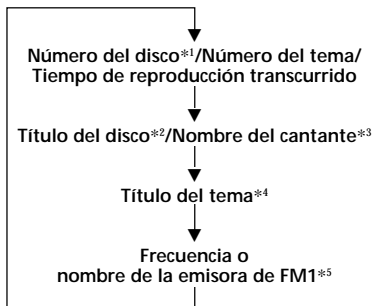 Número del disco*1/Número del tema/
Tiempo de reproducción transcurrido
Título del disco*2/Nombre del cantante*3
Título del tema*4
Frecuencia o
nombre de la emisora de FM1*5